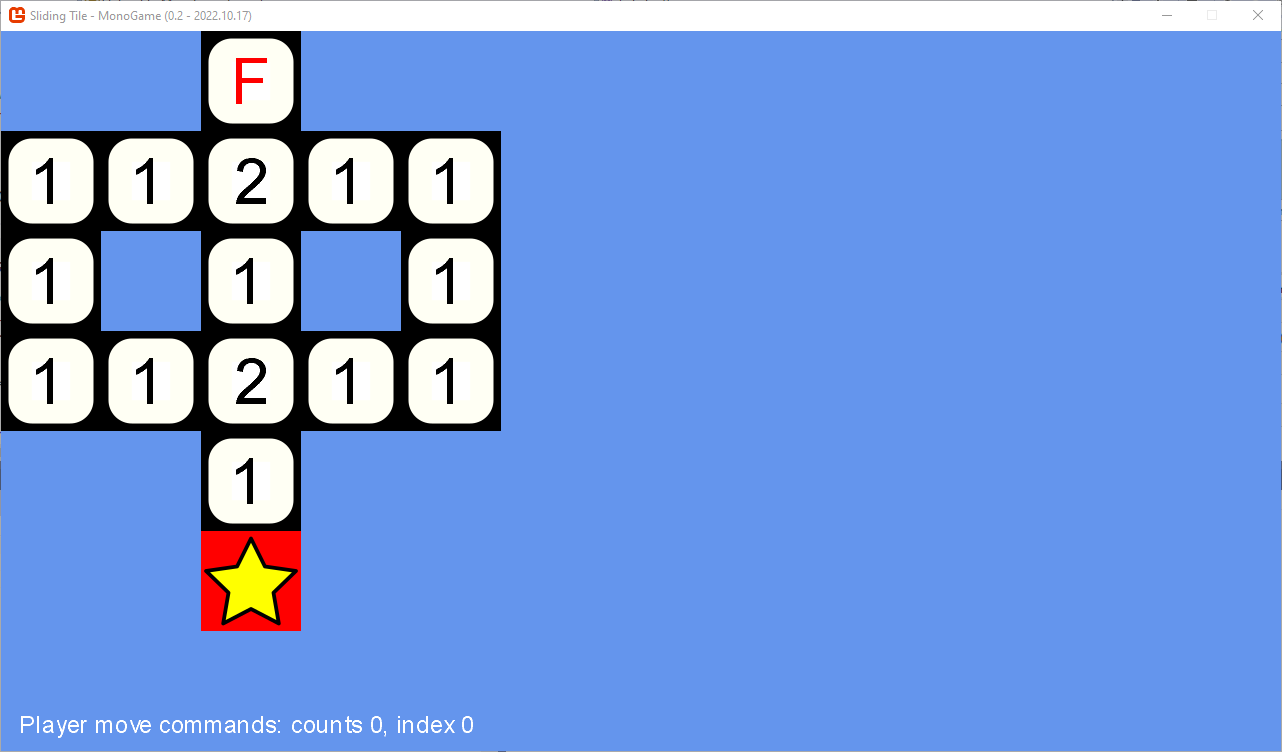 Sliding Tile - MonoGame (0.2 - 2022.10.17)
F
1 1 2 1 1
1 1 1
1 1 2 1 1
1
Player move commands: counts 0, index 0